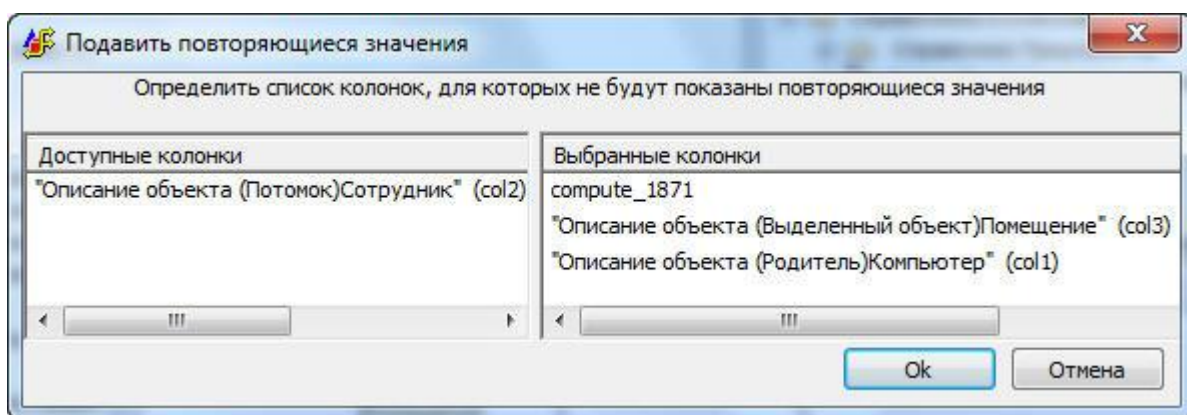 Подавить повторяющиеся значения
Определить список колонок, для которых не будут показаны повторяющиеся значения
Доступные колонки
"Описание объекта (Потомок)Сотрудник" (col2)
Выбранные колонки
compute_1871
"Описание объекта (Выделенный объект)Помещение" (col3)
"Описание объекта (Родитель)Компьютер" (col1)
Ok
Отмена